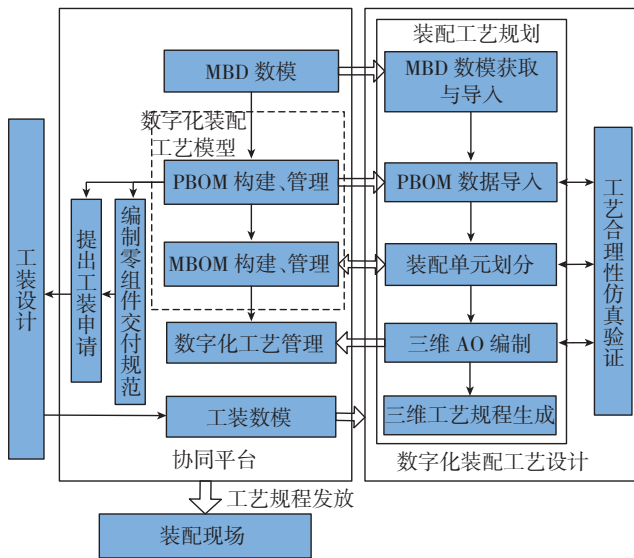 装配工艺规划
MBD 数模
MBD 数模获取
与导入
数字化装配
工艺模型
PBOM 构建、管理
PBOM 数据导入
MBOM 构建、管理
装配单元划分
数字化工艺管理
三维 AO 编制
工装数模
三维工艺规程生成
工装设计
提出工装申请
编制零组件交付规范
工艺合理性仿真验证
协同平台
数字化装配工艺设计
工艺规程发放
装配现场